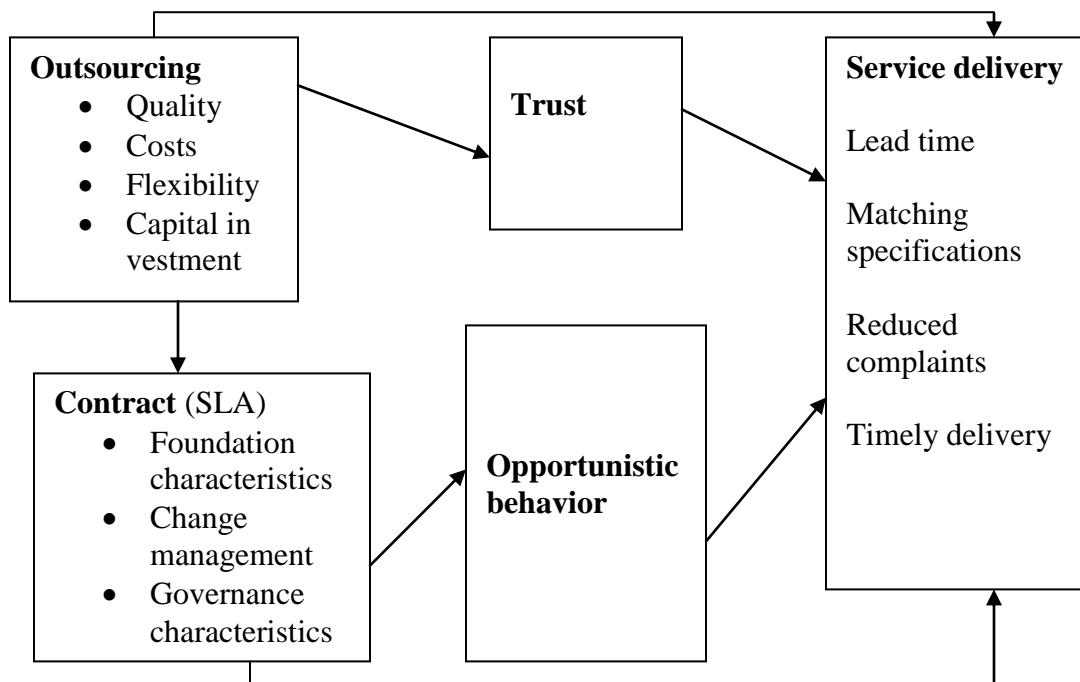 Outsourcing
• Quality
• Costs
• Flexibility
• Capital in
vestment
Trust
Service delivery
Lead time
Matching
specifications
Reduced
complaints
Timely delivery
Contract (SLA)
• Foundation
characteristics
• Change
management
• Governance
characteristics
Opportunistic
behavior